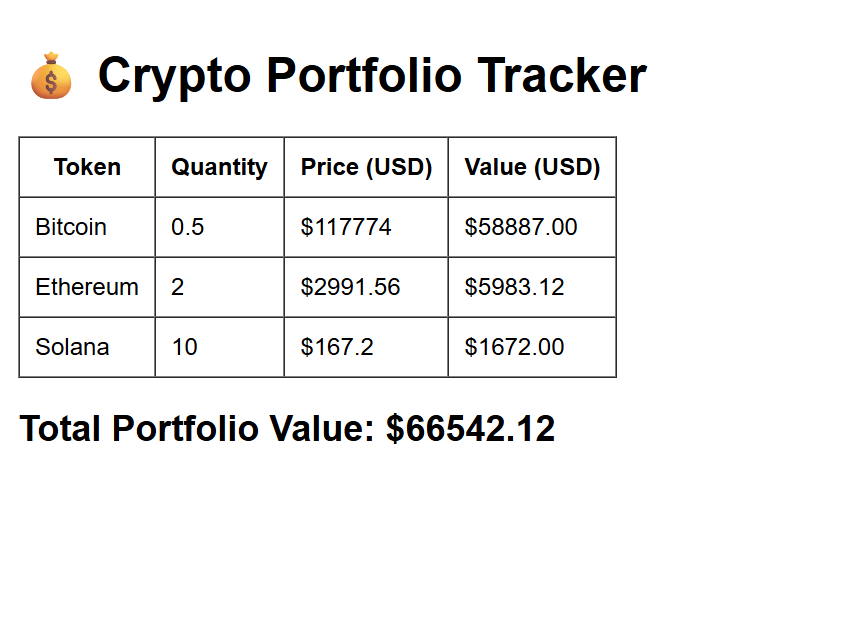 💰 Crypto Portfolio Tracker
Token Quantity Price (USD) Value (USD)
Bitcoin 0.5 $117774 $58887.00
Ethereum 2 $2991.56 $5983.12
Solana 10 $167.2 $1672.00
Total Portfolio Value: $66542.12